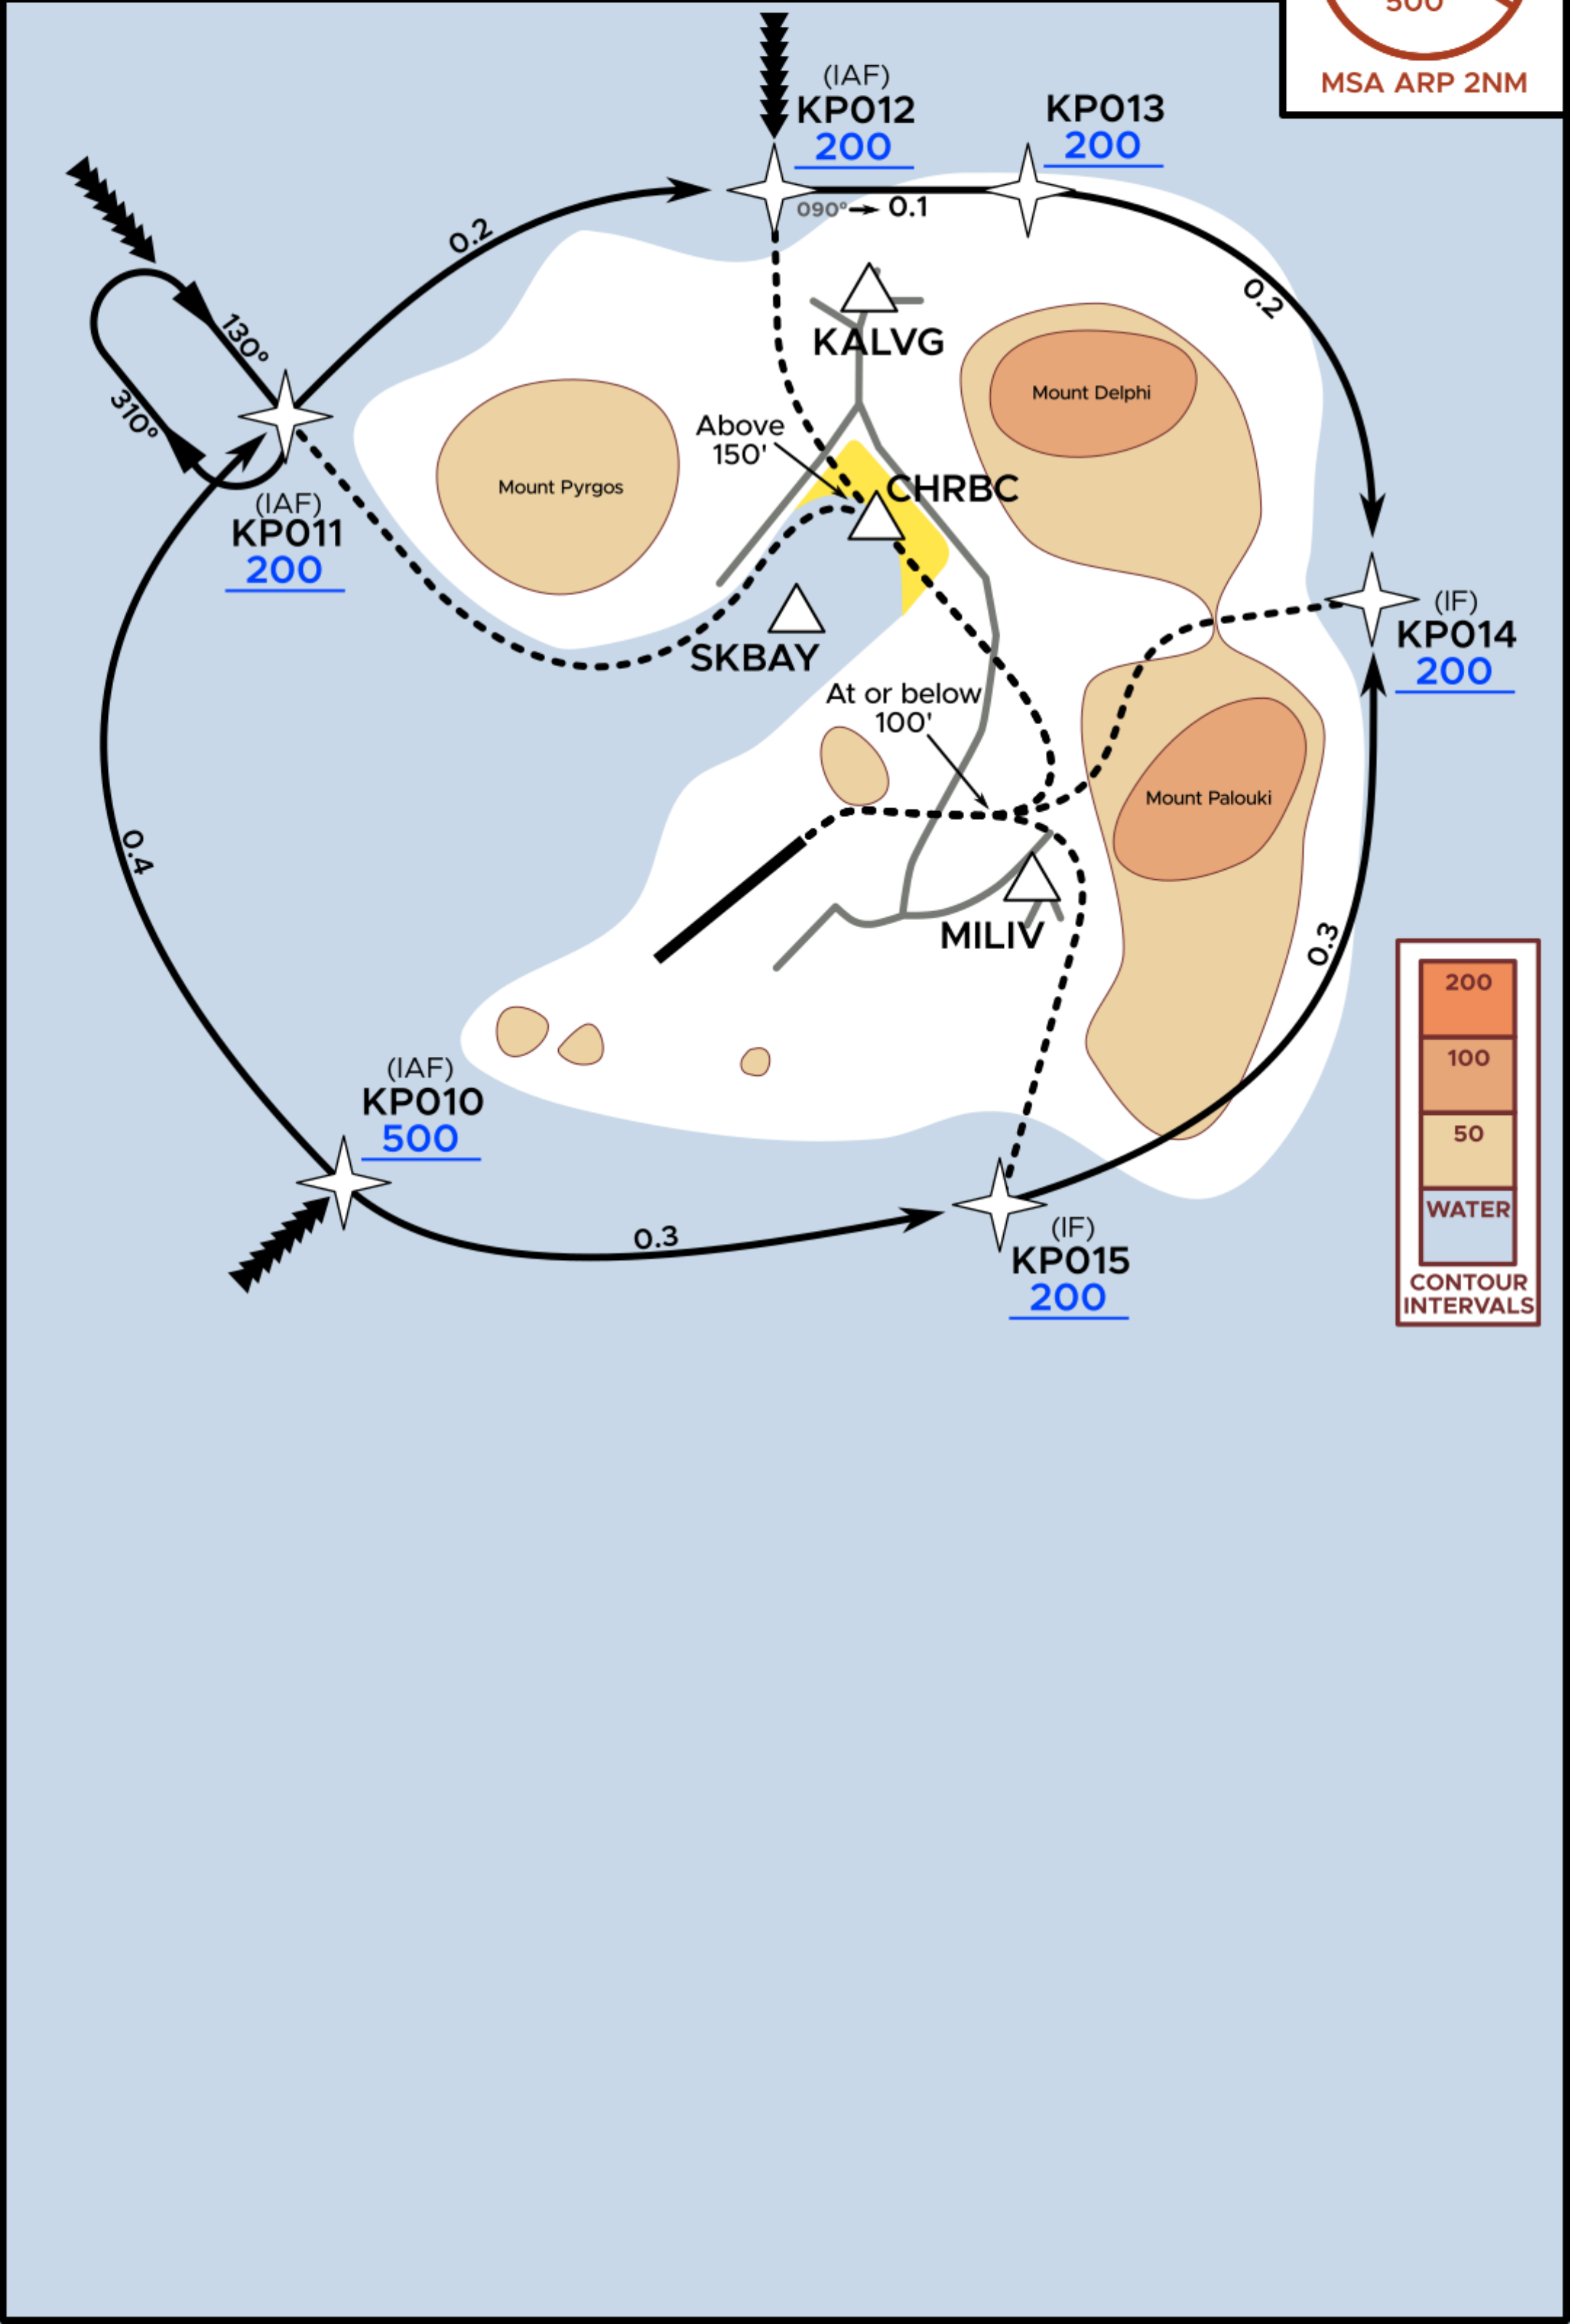 500
MSA ARP 2NM
(IAF)
KP012
200
KP013
200
090°
0.1
0.2
0.2
130°
310°
KALVG
Mount Delphi
Above
150'
CHRBC
Mount Pyrgos
(IAF)
KP011
200
SKBAY
(IF)
KP014
200
At or below
100'
Mount Palouki
0.4
MILIV
0.3
200
100
50
WATER
CONTOUR
INTERVALS
(IAF)
KP010
500
0.3
(IF)
KP015
200